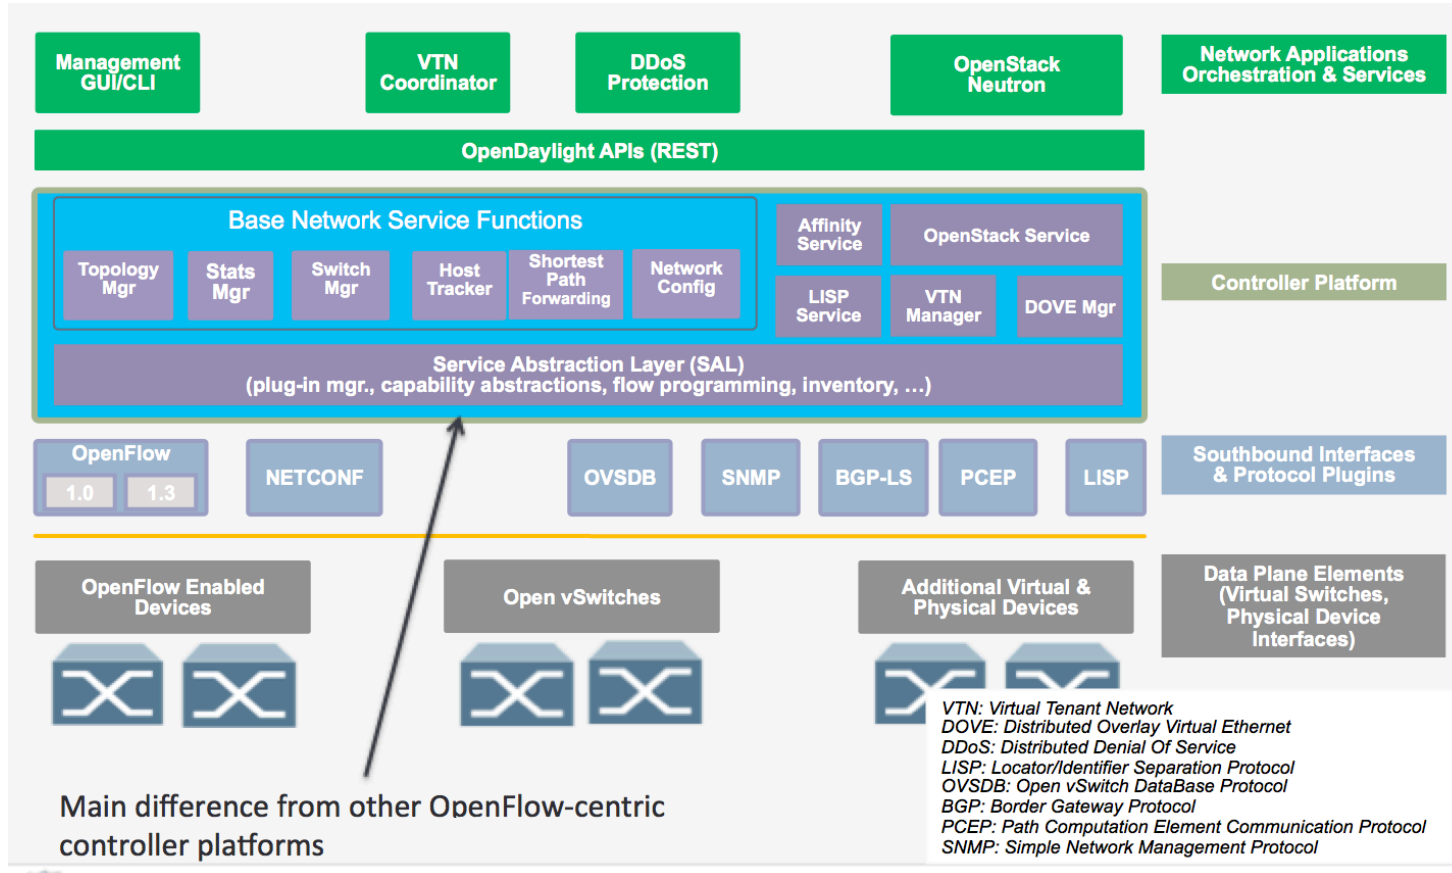 Management
GUI/CLI
VTN
Coordinator
DDoS
Protection
OpenStack
Neutron
Network Applications
Orchestration & Services
OpenDaylight APIs (REST)
Base Network Service Functions
Topology
Mgr
Stats
Mgr
Switch
Mgr
Host
Tracker
Shortest
Path
Forwarding
Network
Config
Affinity
Service
OpenStack Service
LISP
Service
VTN
Manager
DOVE Mgr
Controller Platform
Service Abstraction Layer (SAL)
(plug-in mgr., capability abstractions, flow programming, inventory, …)
OpenFlow
1.0
1.3
NETCONF
OVSDB
SNMP
BGP-LS
PCEP
LISP
Southbound Interfaces
& Protocol Plugins
OpenFlow Enabled
Devices
Open vSwitches
Additional Virtual &
Physical Devices
Data Plane Elements
(Virtual Switches,
Physical Device
Interfaces)
Main difference from other OpenFlow-centric
controller platforms
VTN: Virtual Tenant Network
DOVE: Distributed Overlay Virtual Ethernet
DDoS: Distributed Denial Of Service
LISP: Locator/Identifier Separation Protocol
OVSDB: Open vSwitch DataBase Protocol
BGP: Border Gateway Protocol
PCEP: Path Computation Element Communication Protocol
SNMP: Simple Network Management Protocol